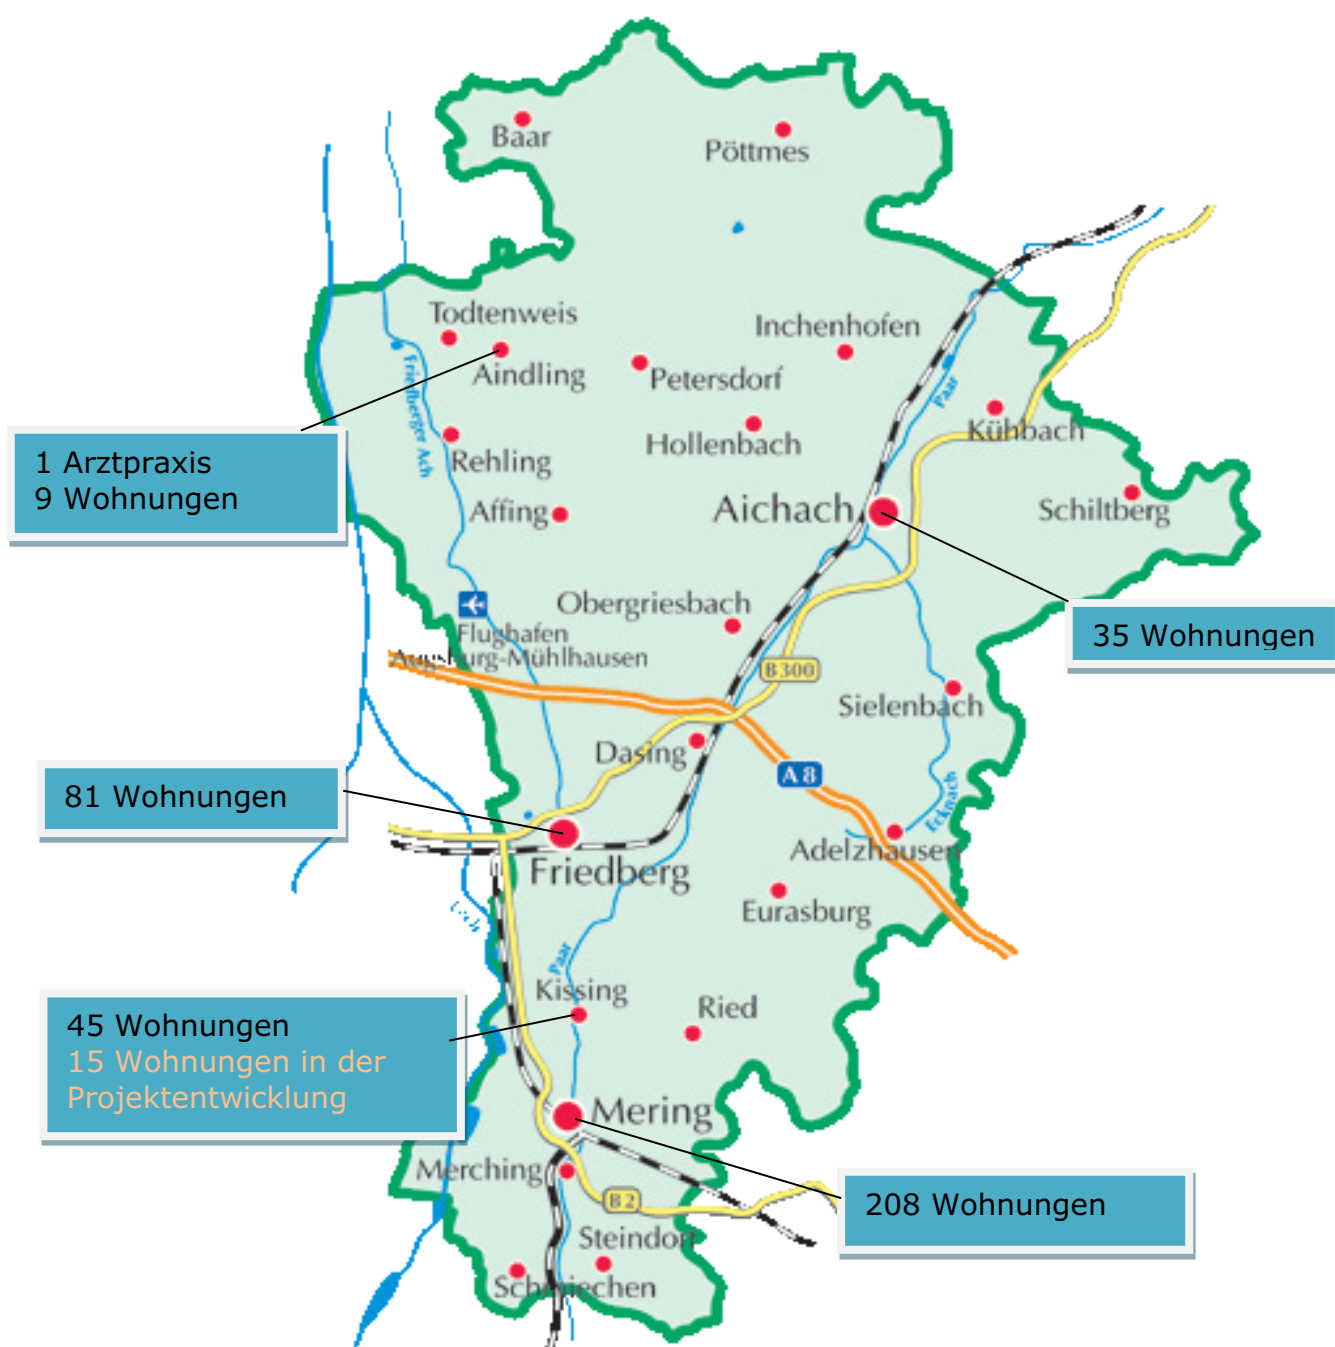 Baar
Pöttmes
Todtenweis
Inchenhofen
Aindling
Petersdorf
Friedberger Ach
Paar
Kühbach
Hollenbach
1 Arztpraxis
9 Wohnungen
Rehling
Affing
Aichach
Schiltberg
Obergriesbach
35 Wohnungen
Flughafen
Augsburg-Mühlhausen
B300
Sielenbach
Dasing
A 8
81 Wohnungen
Ecknach
Adelzhausen
Friedberg
Eurasburg
Lech
Paar
Kissing
Ried
45 Wohnungen
15 Wohnungen in der
Projektentwicklung
Mering
Merching
B2
208 Wohnungen
Steindorf
Schmiechen